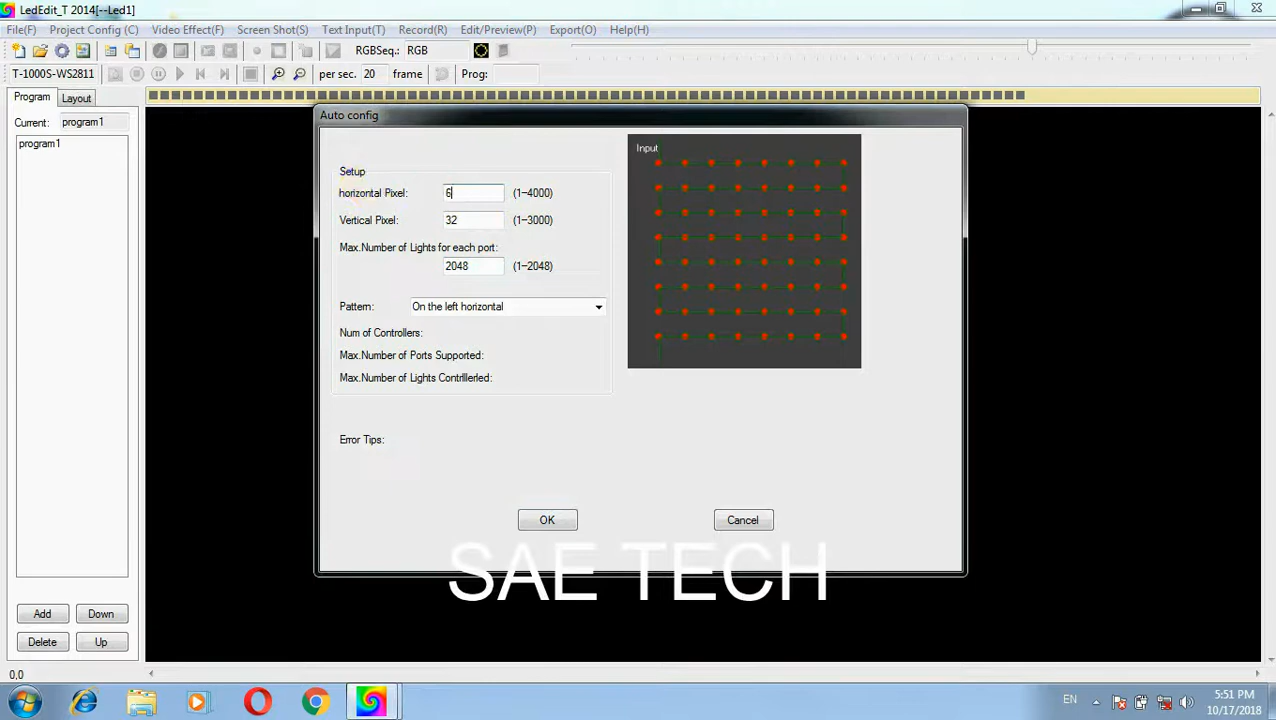 LedEdit_T 2014[--Led1]
File(F) Project Config (C) Video Effect(F) Screen Shot(S) Text Input(T) Record(R) Edit/Preview(P) Export(O) Help(H)
RGBSeq.: RGB
T-1000S-WS2811 per sec. 20 frame Prog:
Program Layout
Current: program1
program1
Auto config
Setup
horizontal Pixel: 6 (1-4000)
Vertical Pixel: 32 (1-3000)
Max.Number of Lights for each port:
2048 (1-2048)
Pattern: On the left horizontal
Num of Controllers:
Max.Number of Ports Supported:
Max.Number of Lights Contrlllerled:
Error Tips:
Input
OK Cancel
SAE TECH
Add Down
Delete Up
0,0
EN
5:51 PM
10/17/2018